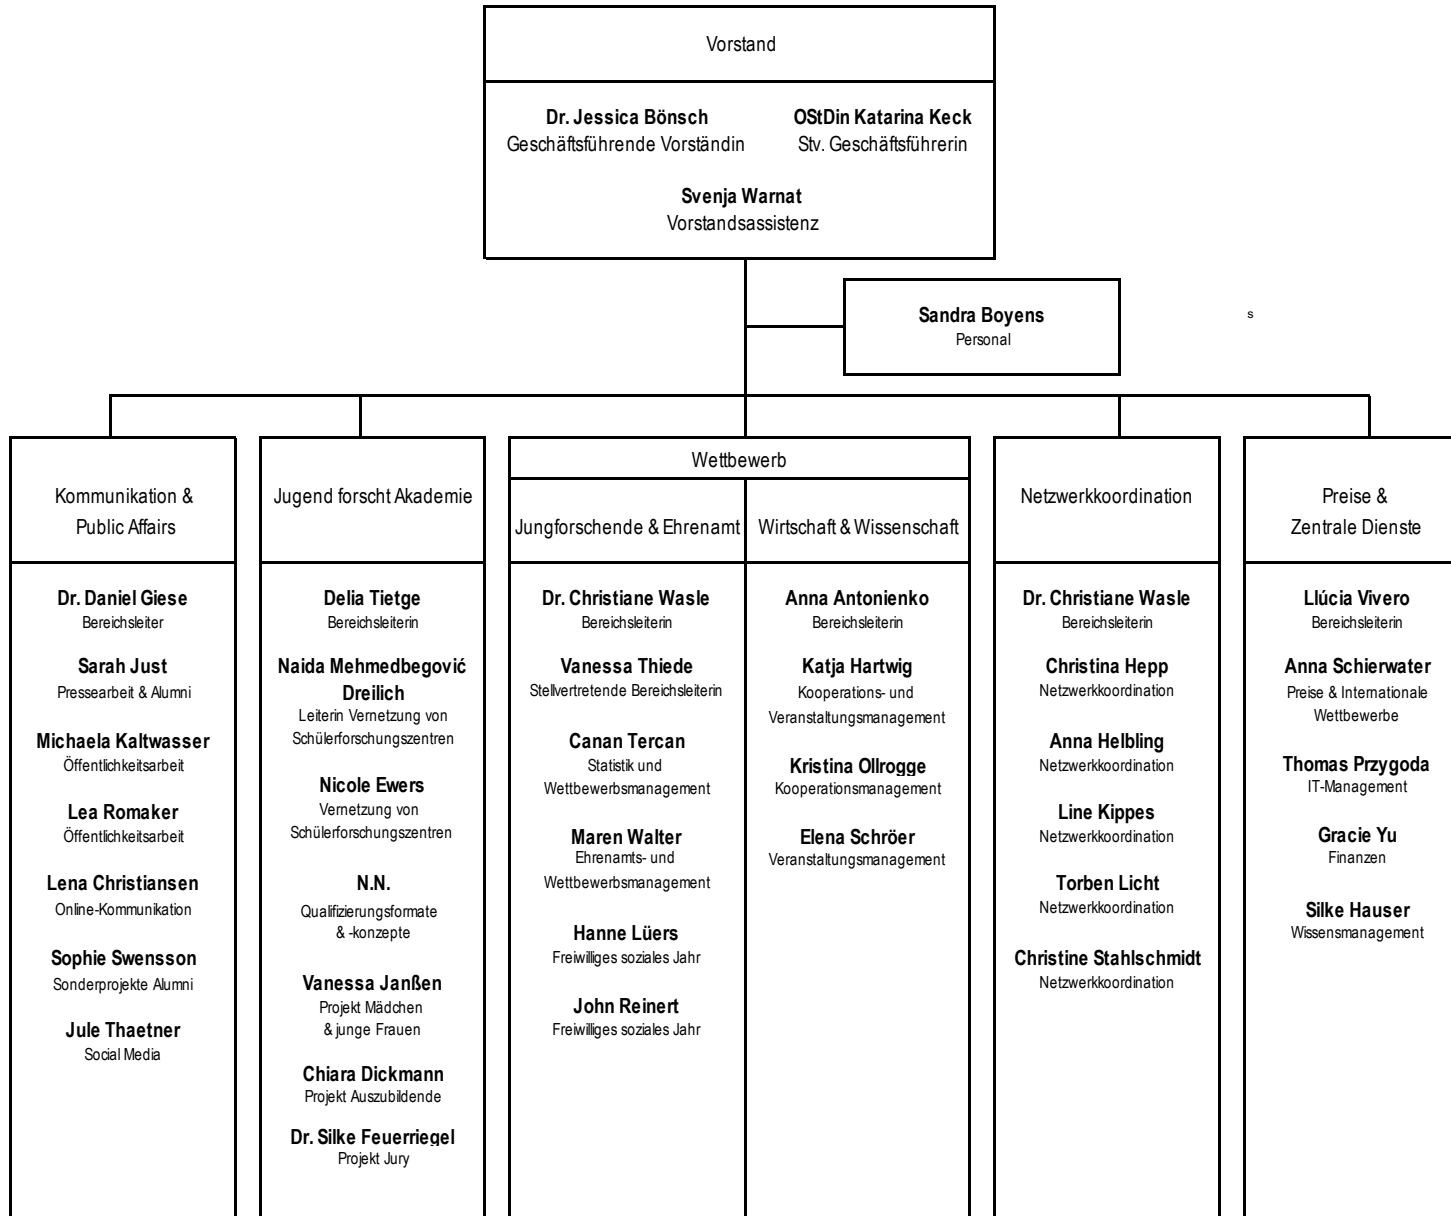 Vorstand
Dr. Jessica Bönsch
Geschäftsführende Vorständin
OStDin Katarina Keck
Stv. Geschäftsführerin
Svenja Warnat
Vorstandsassistenz
Sandra Boyens
Personal
s
Kommunikation &
Public Affairs
Dr. Daniel Giese
Bereichsleiter
Sarah Just
Pressearbeit & Alumni
Michaela Kaltwasser
Öffentlichkeitsarbeit
Lea Romaker
Öffentlichkeitsarbeit
Lena Christiansen
Online-Kommunikation
Sophie Swensson
Sonderprojekte Alumni
Jule Thaetner
Social Media
Jugend forscht Akademie
Delia Tietge
Bereichsleiterin
Naida Mehmedbegović
Dreilich
Leiterin Vernetzung von
Schülerforschungszentren
Nicole Ewers
Vernetzung von
Schülerforschungszentren
N.N.
Qualifizierungsformate
& -konzepte
Vanessa Janßen
Projekt Mädchen
& junge Frauen
Chiara Dickmann
Projekt Auszubildende
Dr. Silke Feuerriegel
Projekt Jury
Wettbewerb
Jungforschende & Ehrenamt
Dr. Christiane Wasle
Bereichsleiterin
Vanessa Thiede
Stellvertretende Bereichsleiterin
Canan Tercan
Statistik und
Wettbewerbsmanagement
Maren Walter
Ehrenamts- und
Wettbewerbsmanagement
Hanne Lüers
Freiwilliges soziales Jahr
John Reinert
Freiwilliges soziales Jahr
Wirtschaft & Wissenschaft
Anna Antonienko
Bereichsleiterin
Katja Hartwig
Kooperations- und
Veranstaltungsmanagement
Kristina Ollrogge
Kooperationsmanagement
Elena Schröer
Veranstaltungsmanagement
Netzwerkkoordination
Dr. Christiane Wasle
Bereichsleiterin
Christina Hepp
Netzwerkkoordination
Anna Helbling
Netzwerkkoordination
Line Kippes
Netzwerkkoordination
Torben Licht
Netzwerkkoordination
Christine Stahlschmidt
Netzwerkkoordination
Preise &
Zentrale Dienste
Llúcia Vivero
Bereichsleiterin
Anna Schierwater
Preise & Internationale
Wettbewerbe
Thomas Przygoda
IT-Management
Gracie Yu
Finanzen
Silke Hauser
Wissensmanagement